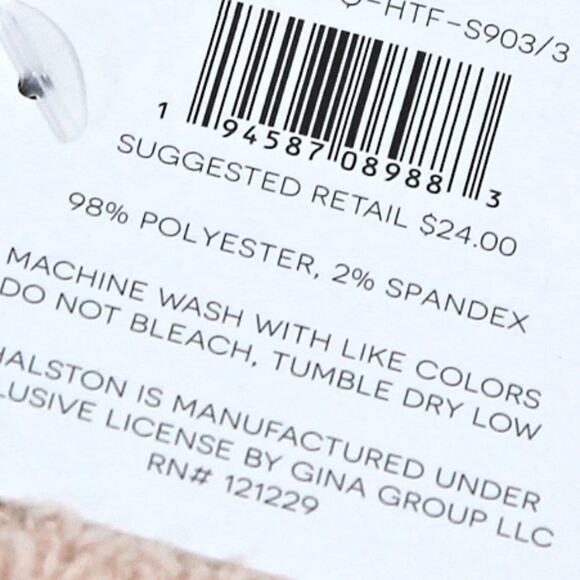 -HTF-S903/3
1 94587 08988 3
SUGGESTED RETAIL $24.00
98% POLYESTER, 2% SPANDEX
MACHINE WASH WITH LIKE COLORS
DO NOT BLEACH, TUMBLE DRY LOW
HALSTON IS MANUFACTURED UNDER
LUSIVE LICENSE BY GINA GROUP LLC
RN# 121229